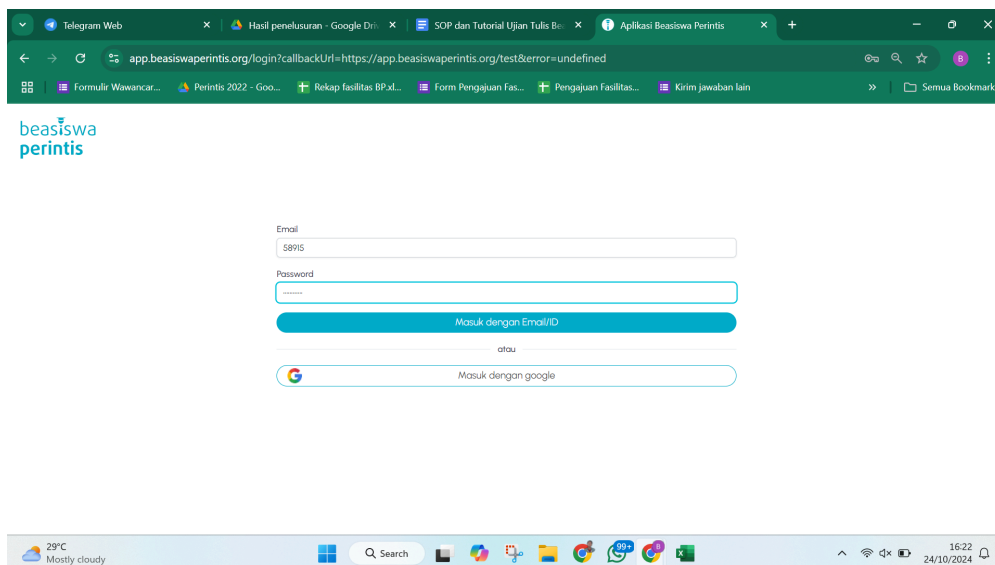 Telegram Web
Hasil penelusuran - Google Driv
SOP dan Tutorial Ujian Tulis Bea
Aplikasi Beasiswa Perintis
app.beasiswaperintis.org/login?callbackUrl=https://app.beasiswaperintis.org/test&error=undefined
B
Formulir Wawancar...
Perintis 2022 - Goo...
Rekap fasilitas BP.xl...
Form Pengajuan Fas...
Pengajuan Fasilitas...
Kirim jawaban lain
»
Semua Bookmark
beasiswa
perintis
Email
58915
Password
Masuk dengan Email/ID
atau
Masuk dengan google
29°C
Mostly cloudy
Search
99+
B
16:22
24/10/2024